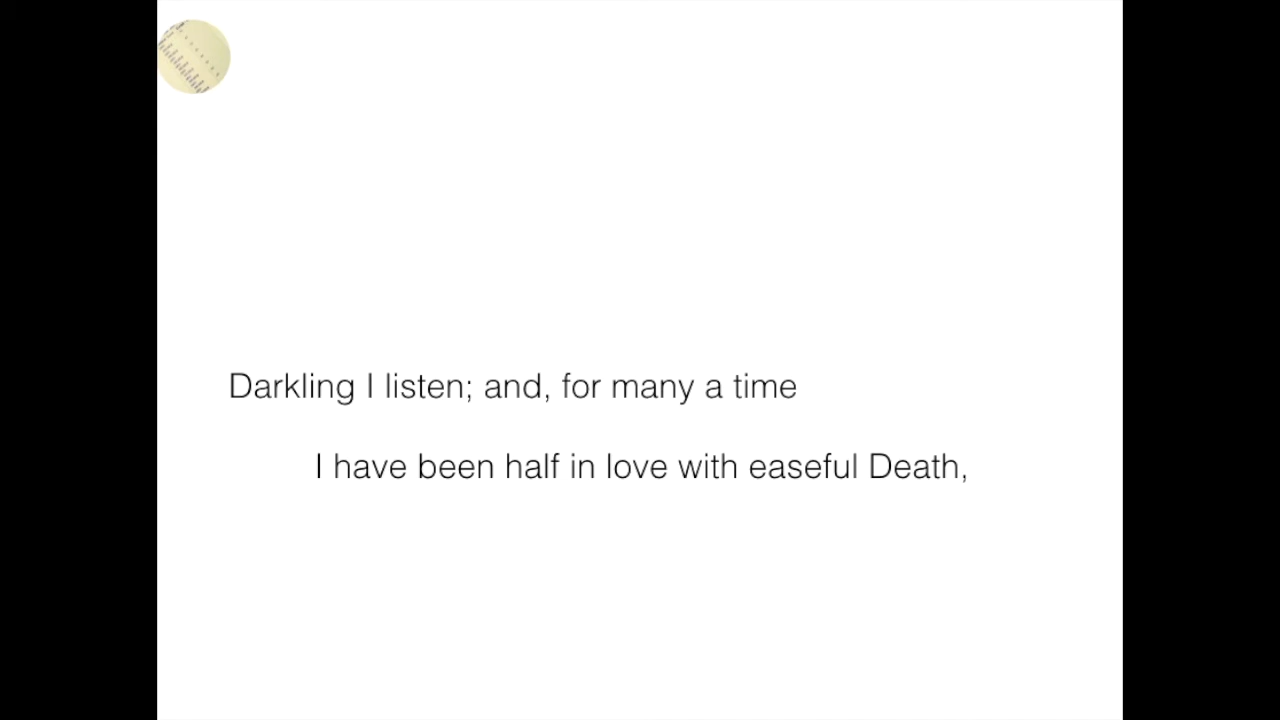 Darkling I listen; and, for many a time
I have been half in love with easeful Death,